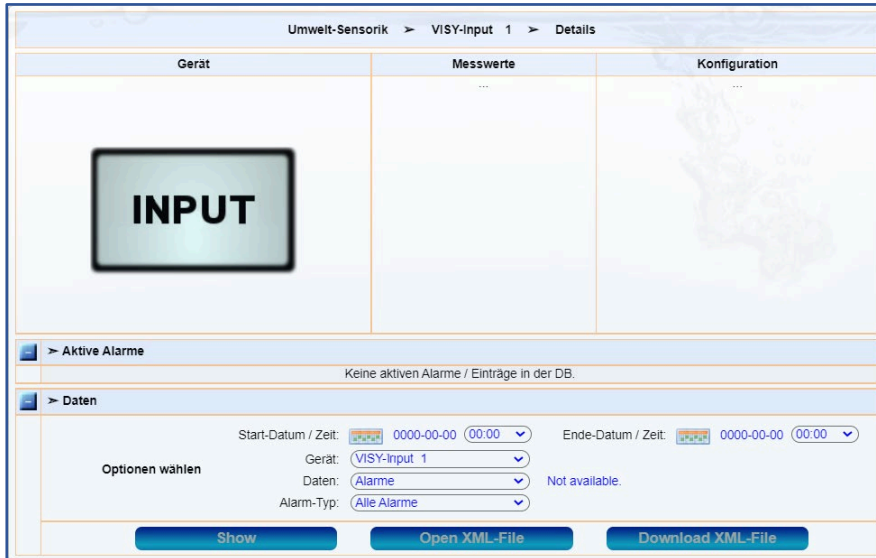 Umwelt-Sensorik ➢ VISY-Input 1 ➢ Details
Gerät Messwerte Konfiguration
... ...
INPUT
- ➢ Aktive Alarme
Keine aktiven Alarme / Einträge in der DB.
- ➢ Daten
Start-Datum / Zeit: 0000-00-00 00:00 Ende-Datum / Zeit: 0000-00-00 00:00
Optionen wählen
Gerät: VISY-Input 1
Daten: Alarme Not available.
Alarm-Typ: Alle Alarme
Show Open XML-File Download XML-File